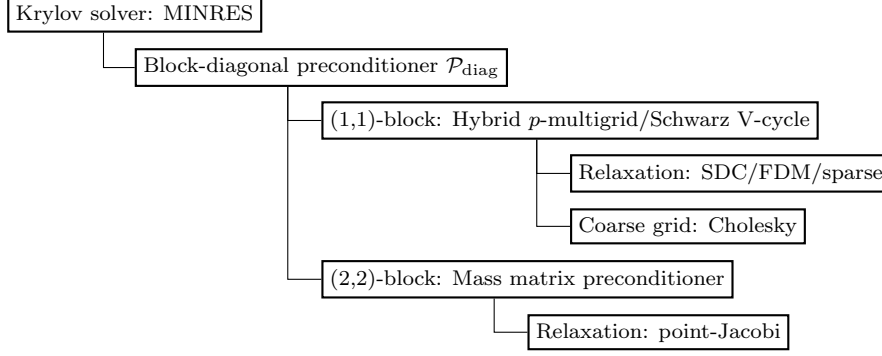 Krylov solver: MINRES
Block-diagonal preconditioner 𝒫diag
(1,1)-block: Hybrid p-multigrid/Schwarz V-cycle
Relaxation: SDC/FDM/sparse
Coarse grid: Cholesky
(2,2)-block: Mass matrix preconditioner
Relaxation: point-Jacobi